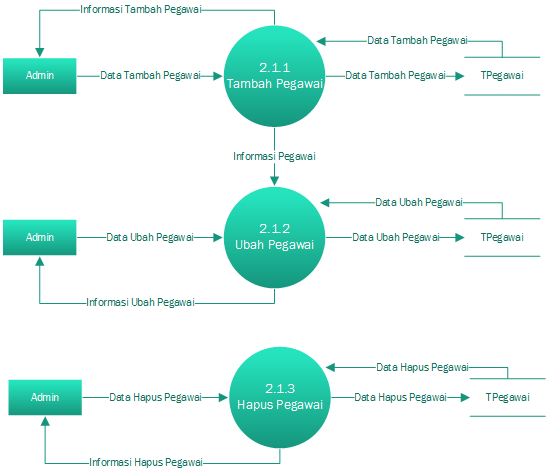 Informasi Tambah Pegawai
Data Tambah Pegawai
Admin
Data Tambah Pegawai
2.1.1
Tambah Pegawai
Data Tambah Pegawai
TPegawai
Informasi Pegawai
Data Ubah Pegawai
Admin
Data Ubah Pegawai
2.1.2
Ubah Pegawai
Data Ubah Pegawai
TPegawai
Informasi Ubah Pegawai
Data Hapus Pegawai
Admin
Data Hapus Pegawai
2.1.3
Hapus Pegawai
Data Hapus Pegawai
TPegawai
Informasi Hapus Pegawai